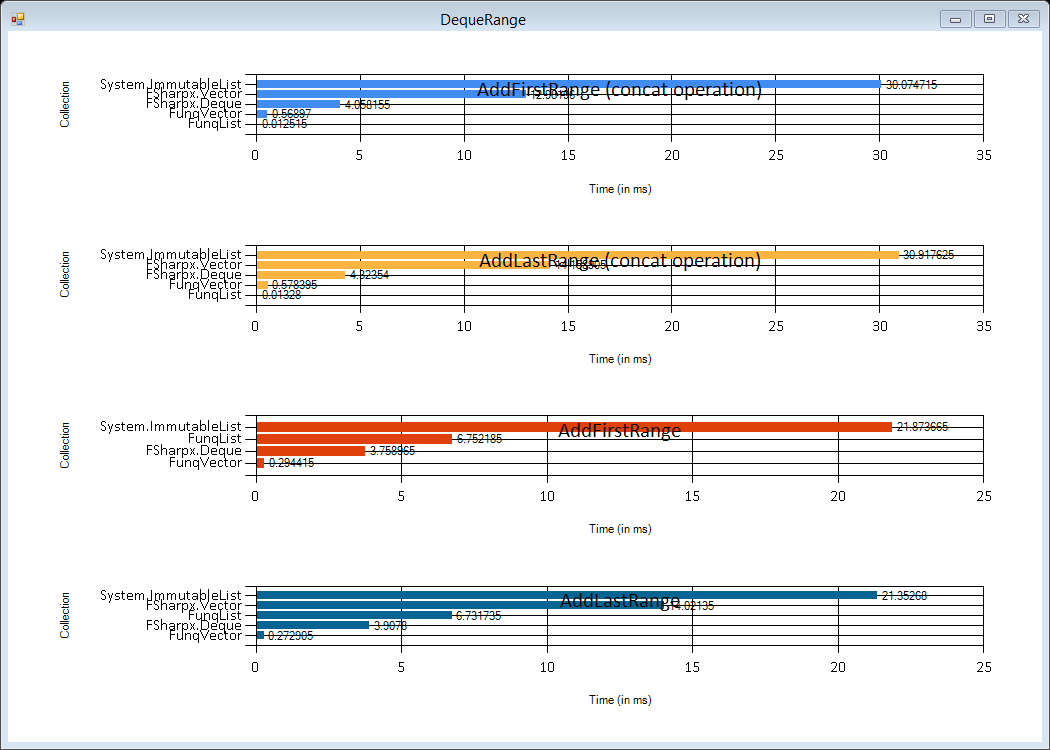 DequeRange
AddFirstRange (concat operation)
Collection
System.ImmutableList 30.074715
FSharpx.Vector
FSharpx.Deque 4.058155
FunqVector 0.56897
FunqList 0.012515
0 5 10 15 20 25 30 35
Time (in ms)
AddLastRange (concat operation)
Collection
System.ImmutableList 30.917625
FSharpx.Vector
FSharpx.Deque 4.32354
FunqVector 0.578395
FunqList 0.01328
0 5 10 15 20 25 30 35
Time (in ms)
AddFirstRange
Collection
System.ImmutableList 21.873665
FunqList 6.752185
FSharpx.Deque 3.758965
FunqVector 0.294415
0 5 10 15 20 25
Time (in ms)
AddLastRange
Collection
System.ImmutableList 21.35268
FSharpx.Vector 14.02135
FunqList 6.731735
FSharpx.Deque 3.9078
FunqVector 0.272905
0 5 10 15 20 25
Time (in ms)